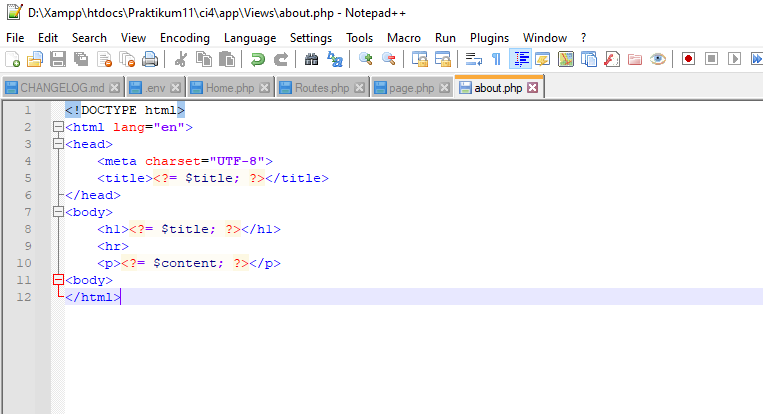 D:\Xampp\htdocs\Praktikum11\ci4\app\Views\about.php - Notepad++
File Edit Search View Encoding Language Settings Tools Macro Run Plugins Window ?
CHANGELOG.md .env Home.php Routes.php page.php about.php
1 <!DOCTYPE html>
2 <html lang="en">
3 <head>
4 <meta charset="UTF-8">
5 <title><?= $title; ?></title>
6 </head>
7 <body>
8 <h1><?= $title; ?></h1>
9 <hr>
10 <p><?= $content; ?></p>
11 <body>
12 </html>